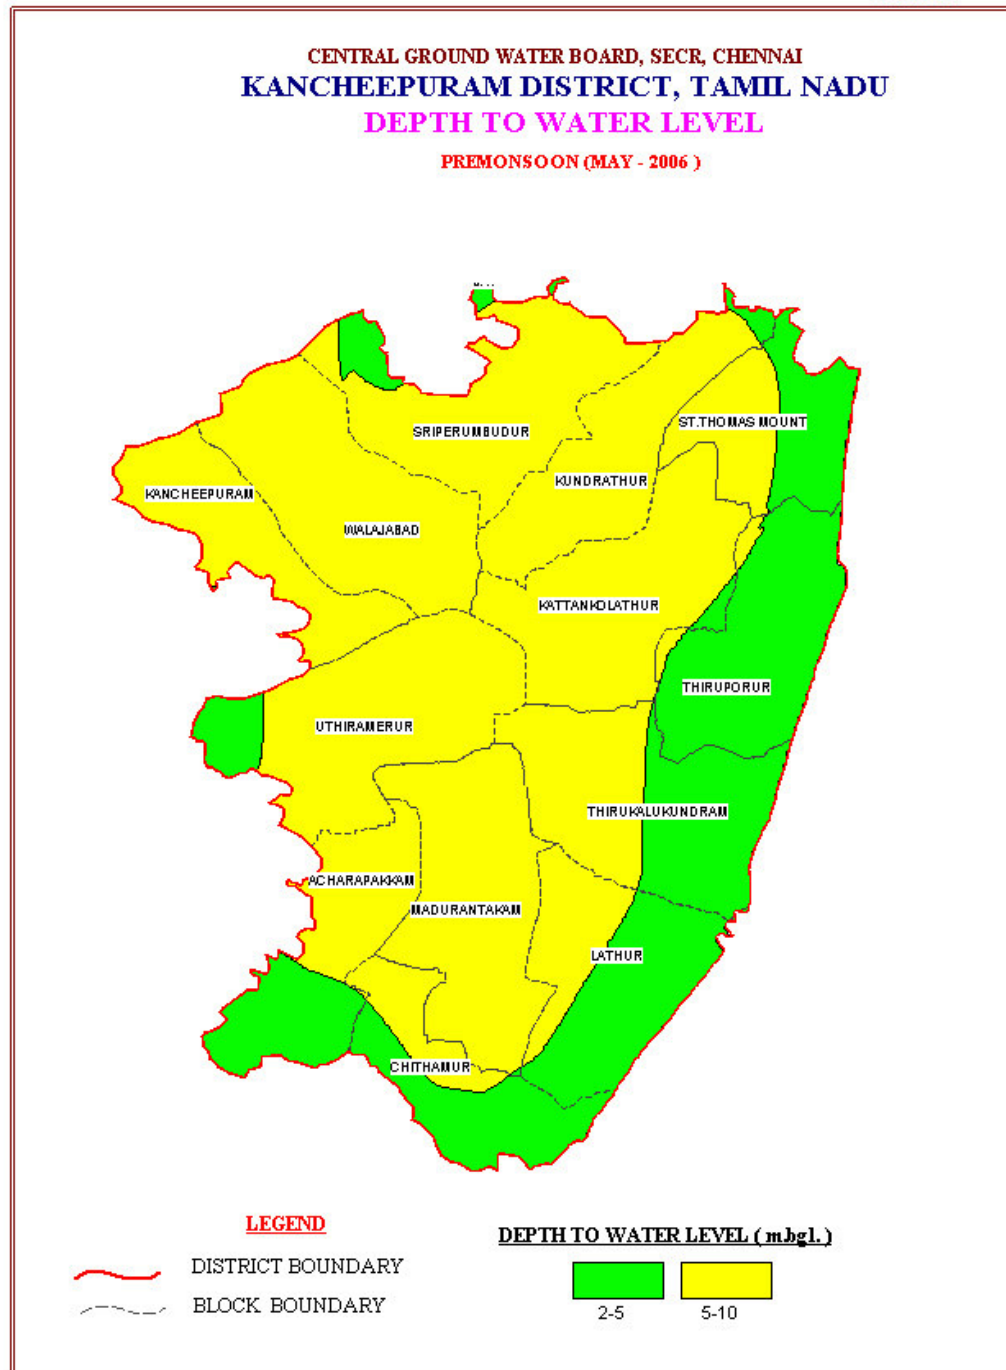 CENTRAL GROUND WATER BOARD, SECR, CHENNAI
KANCHEEPURAM DISTRICT, TAMIL NADU
DEPTH TO WATER LEVEL
PREMONSOON (MAY - 2006 )
ST.THOMAS MOUNT
SRIPERUMBUDUR
KUNDRATHUR
KANCHEEPURAM
WALAJABAD
KATTANKOLATHUR
THIRUPORUR
UTHIRAMERUR
THIRUKALUKUNDRAM
ACHARAPAKKAM
MADURANTAKAM
LATHUR
CHITHAMUR
LEGEND
DISTRICT BOUNDARY
BLOCK BOUNDARY
DEPTH TO WATER LEVEL ( m.bgl. )
2-5
5-10